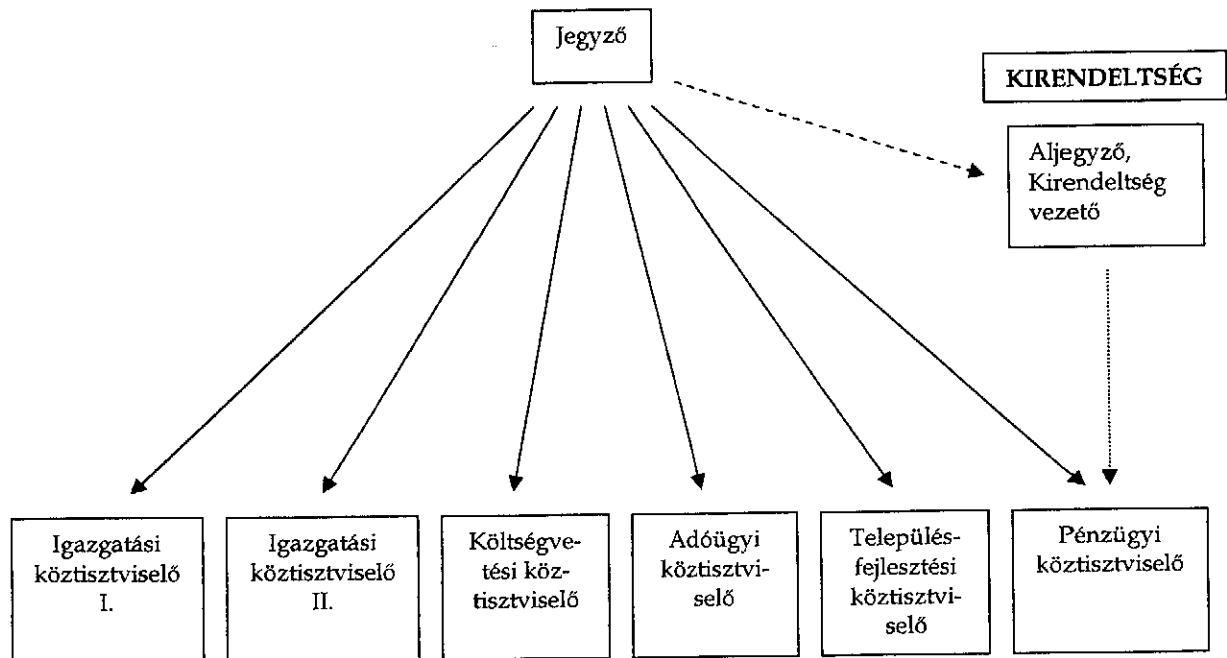 Jegyző
KIRENDELTSÉG
Aljegyző,
Kirendeltség
vezető
Igazgatási
köztisztviselő
I.
Igazgatási
köztisztviselő
II.
Költségve-
tési köz-
tisztviselő
Adóügyi
köztisztvi-
selő
Település-
fejlesztési
köztisztvi-
selő
Pénzügyi
köztisztviselő